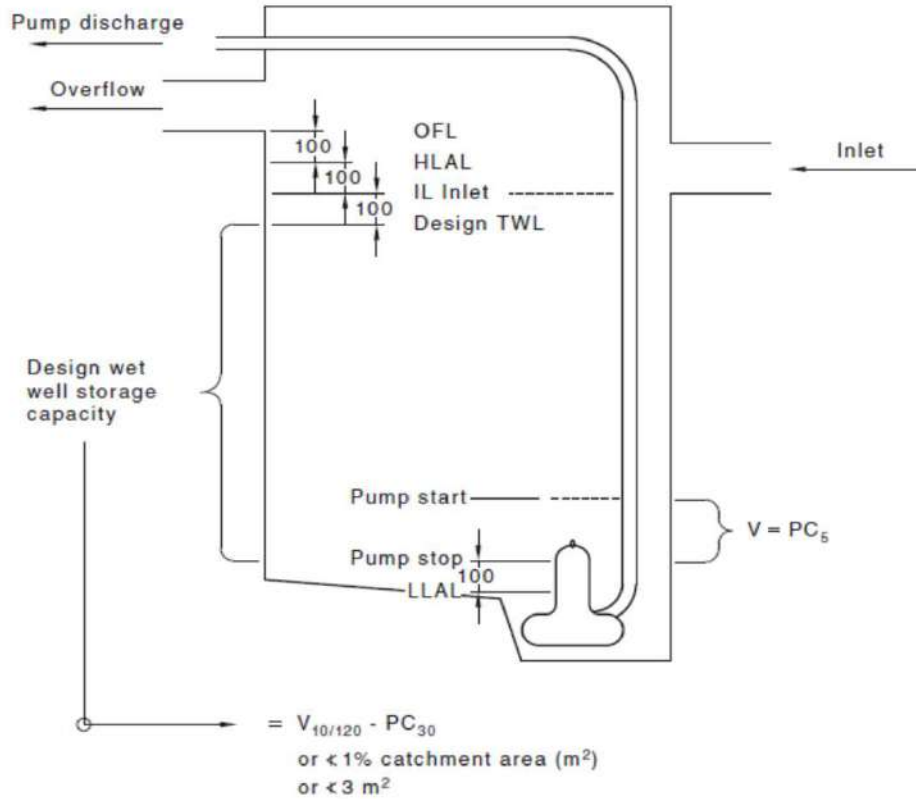 Pump discharge
Overflow
OFL
100
HLAL
100
Inlet
IL Inlet
100
Design TWL
Design wet
well storage
capacity
Pump start
V = PC₅
Pump stop
100
LLAL
= V₁₀/₁₂₀ - PC₃₀
or ≮ 1% catchment area (m²)
or ≮ 3 m²